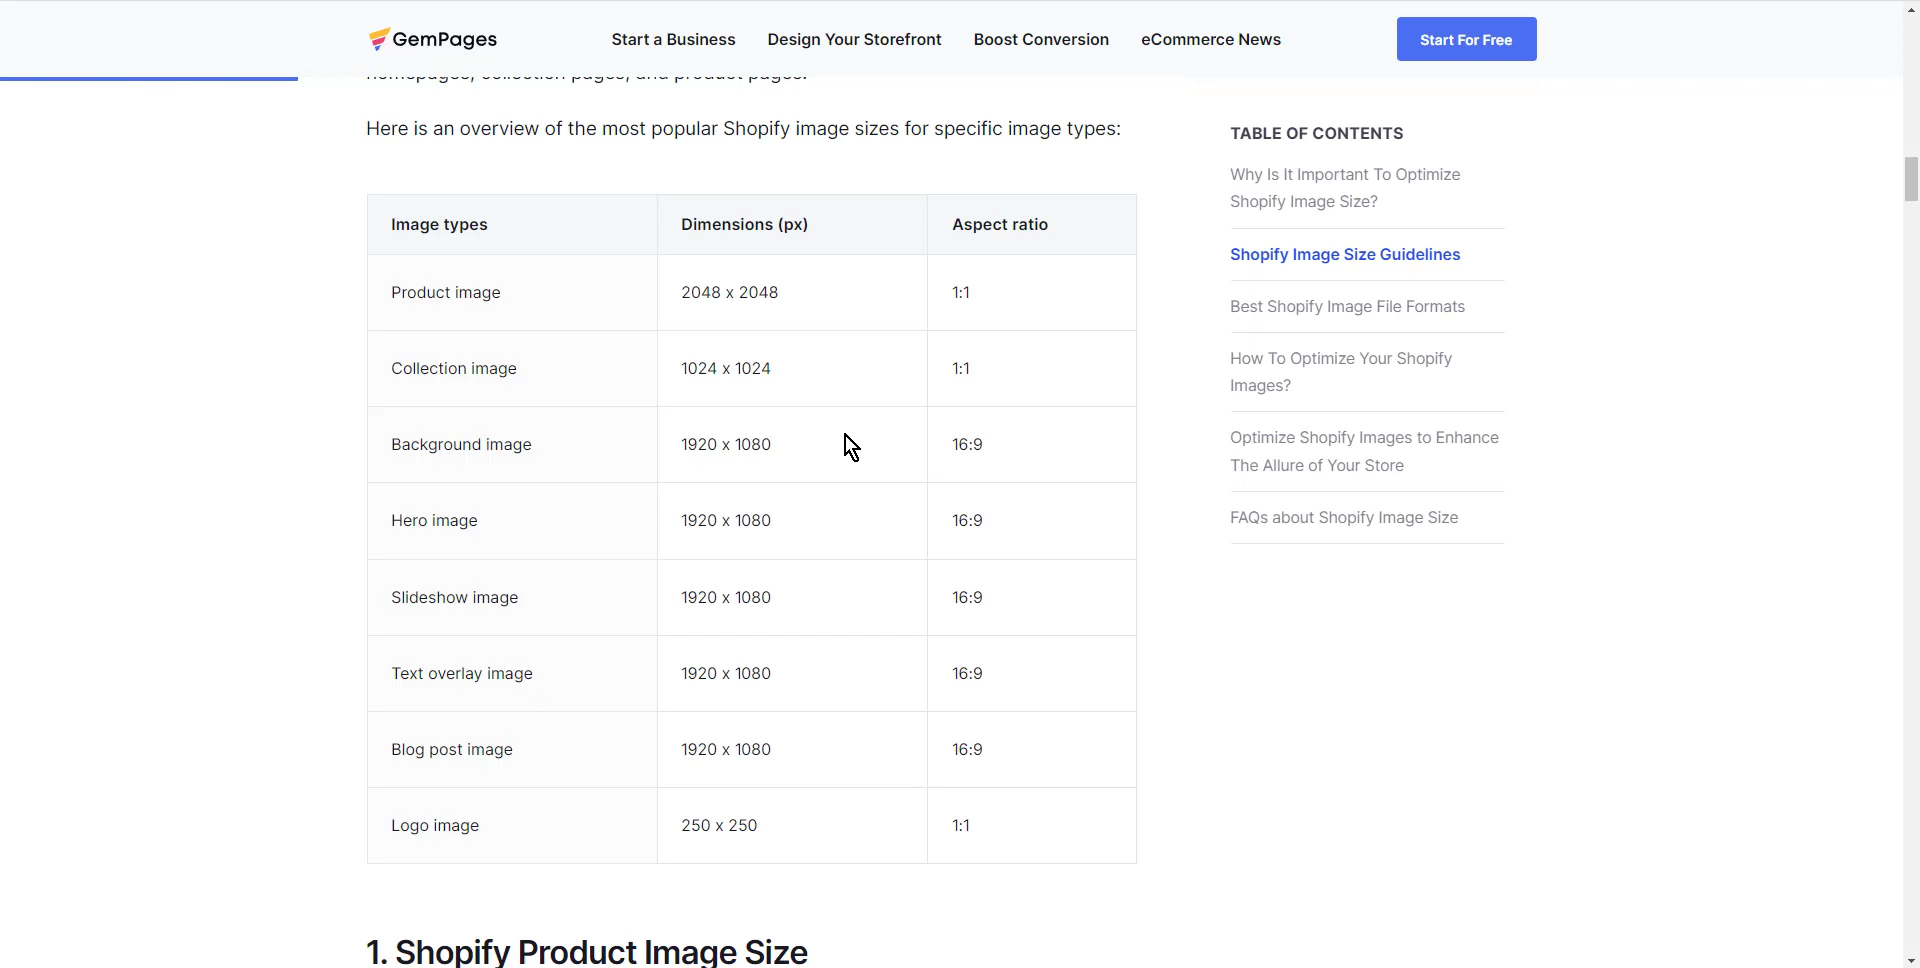 GemPages
Start a Business
Design Your Storefront
Boost Conversion
eCommerce News
Start For Free
homepages, collection pages, and product pages.
Here is an overview of the most popular Shopify image sizes for specific image types:
Image types Dimensions (px) Aspect ratio
Product image 2048 x 2048 1:1
Collection image 1024 x 1024 1:1
Background image 1920 x 1080 16:9
Hero image 1920 x 1080 16:9
Slideshow image 1920 x 1080 16:9
Text overlay image 1920 x 1080 16:9
Blog post image 1920 x 1080 16:9
Logo image 250 x 250 1:1
1. Shopify Product Image Size
TABLE OF CONTENTS
Why Is It Important To Optimize
Shopify Image Size?
Shopify Image Size Guidelines
Best Shopify Image File Formats
How To Optimize Your Shopify
Images?
Optimize Shopify Images to Enhance
The Allure of Your Store
FAQs about Shopify Image Size